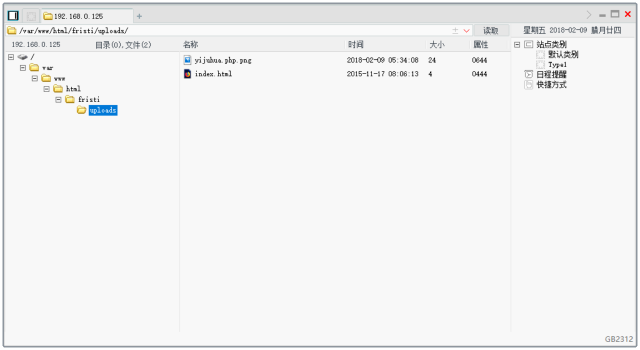 192.168.0.125
/var/www/html/fristi/uploads/
读取
星期五 2018-02-09 腊月廿四
192.168.0.125 目录(0),文件(2)
名称 时间 大小 属性
/
var
www
html
fristi
uploads
yijuhua.php.png 2018-02-09 05:34:08 24 0644
index.html 2015-11-17 08:06:13 4 0444
站点类别
默认类别
Type1
日程提醒
快捷方式
GB2312